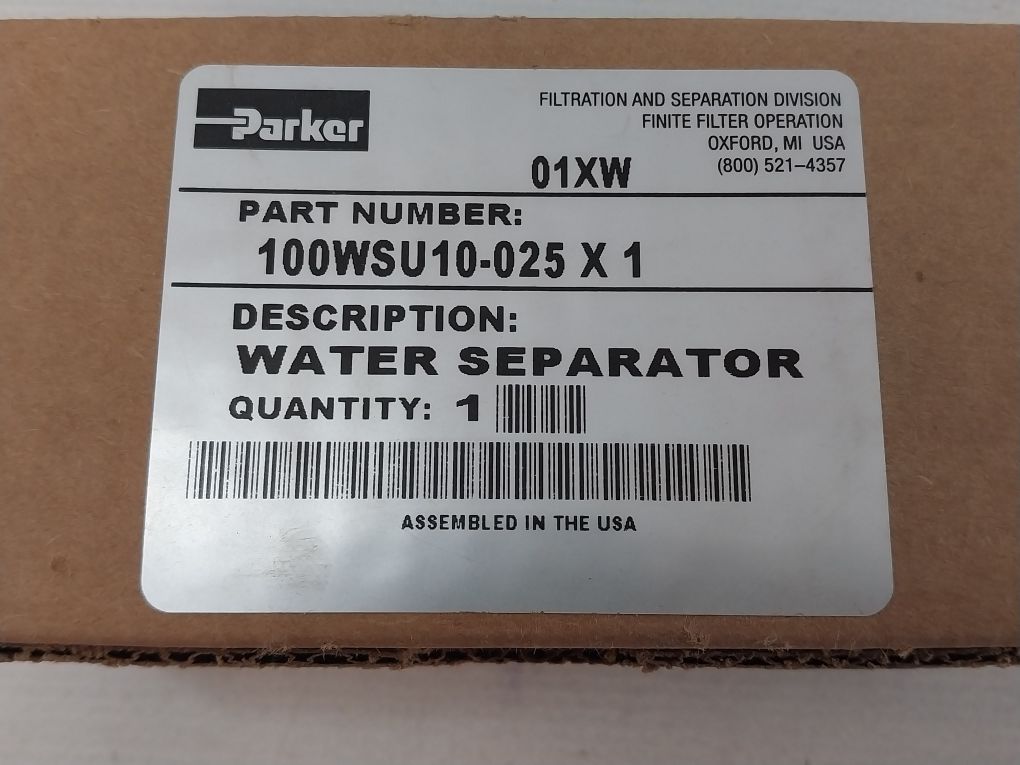 Parker
FILTRATION AND SEPARATION DIVISION
FINITE FILTER OPERATION
OXFORD, MI USA
(800) 521-4357
01XW
PART NUMBER:
100WSU10-025 X 1
DESCRIPTION:
WATER SEPARATOR
QUANTITY: 1
ASSEMBLED IN THE USA